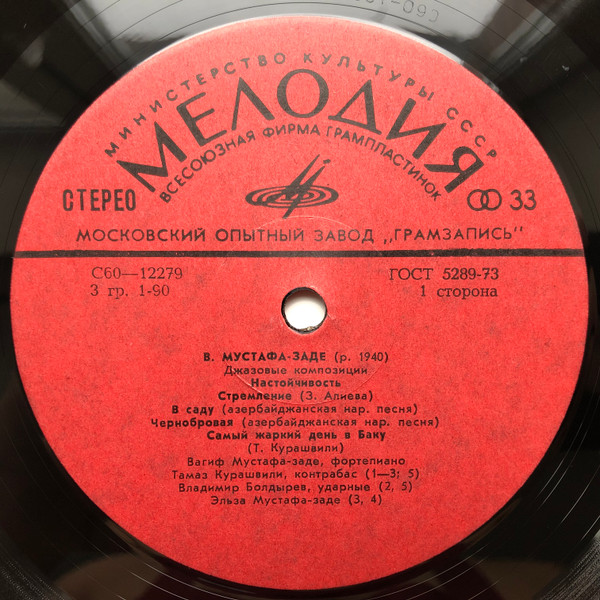 МИНИСТЕРСТВО КУЛЬТУРЫ СССР
МЕЛОДИЯ
ВСЕСОЮЗНАЯ ФИРМА ГРАМПЛАСТИНОК
СТЕРЕО 33
МОСКОВСКИЙ ОПЫТНЫЙ ЗАВОД „ГРАМЗАПИСЬ"
С60—12279 ГОСТ 5289-73
3 гр. 1-90 1 сторона
В. МУСТАФА-ЗАДЕ (р. 1940)
Джазовые композиции
Настойчивость
Стремление (З. Алиева)
В саду (азербайджанская нар. песня)
Чернобровая (азербайджанская нар. песня)
Самый жаркий день в Баку
(Т. Курашвили)
Вагиф Мустафа-заде, фортепиано
Тамаз Курашвили, контрабас (1—3; 5)
Владимир Болдырев, ударные (2, 5)
Эльза Мустафа-заде (3, 4)